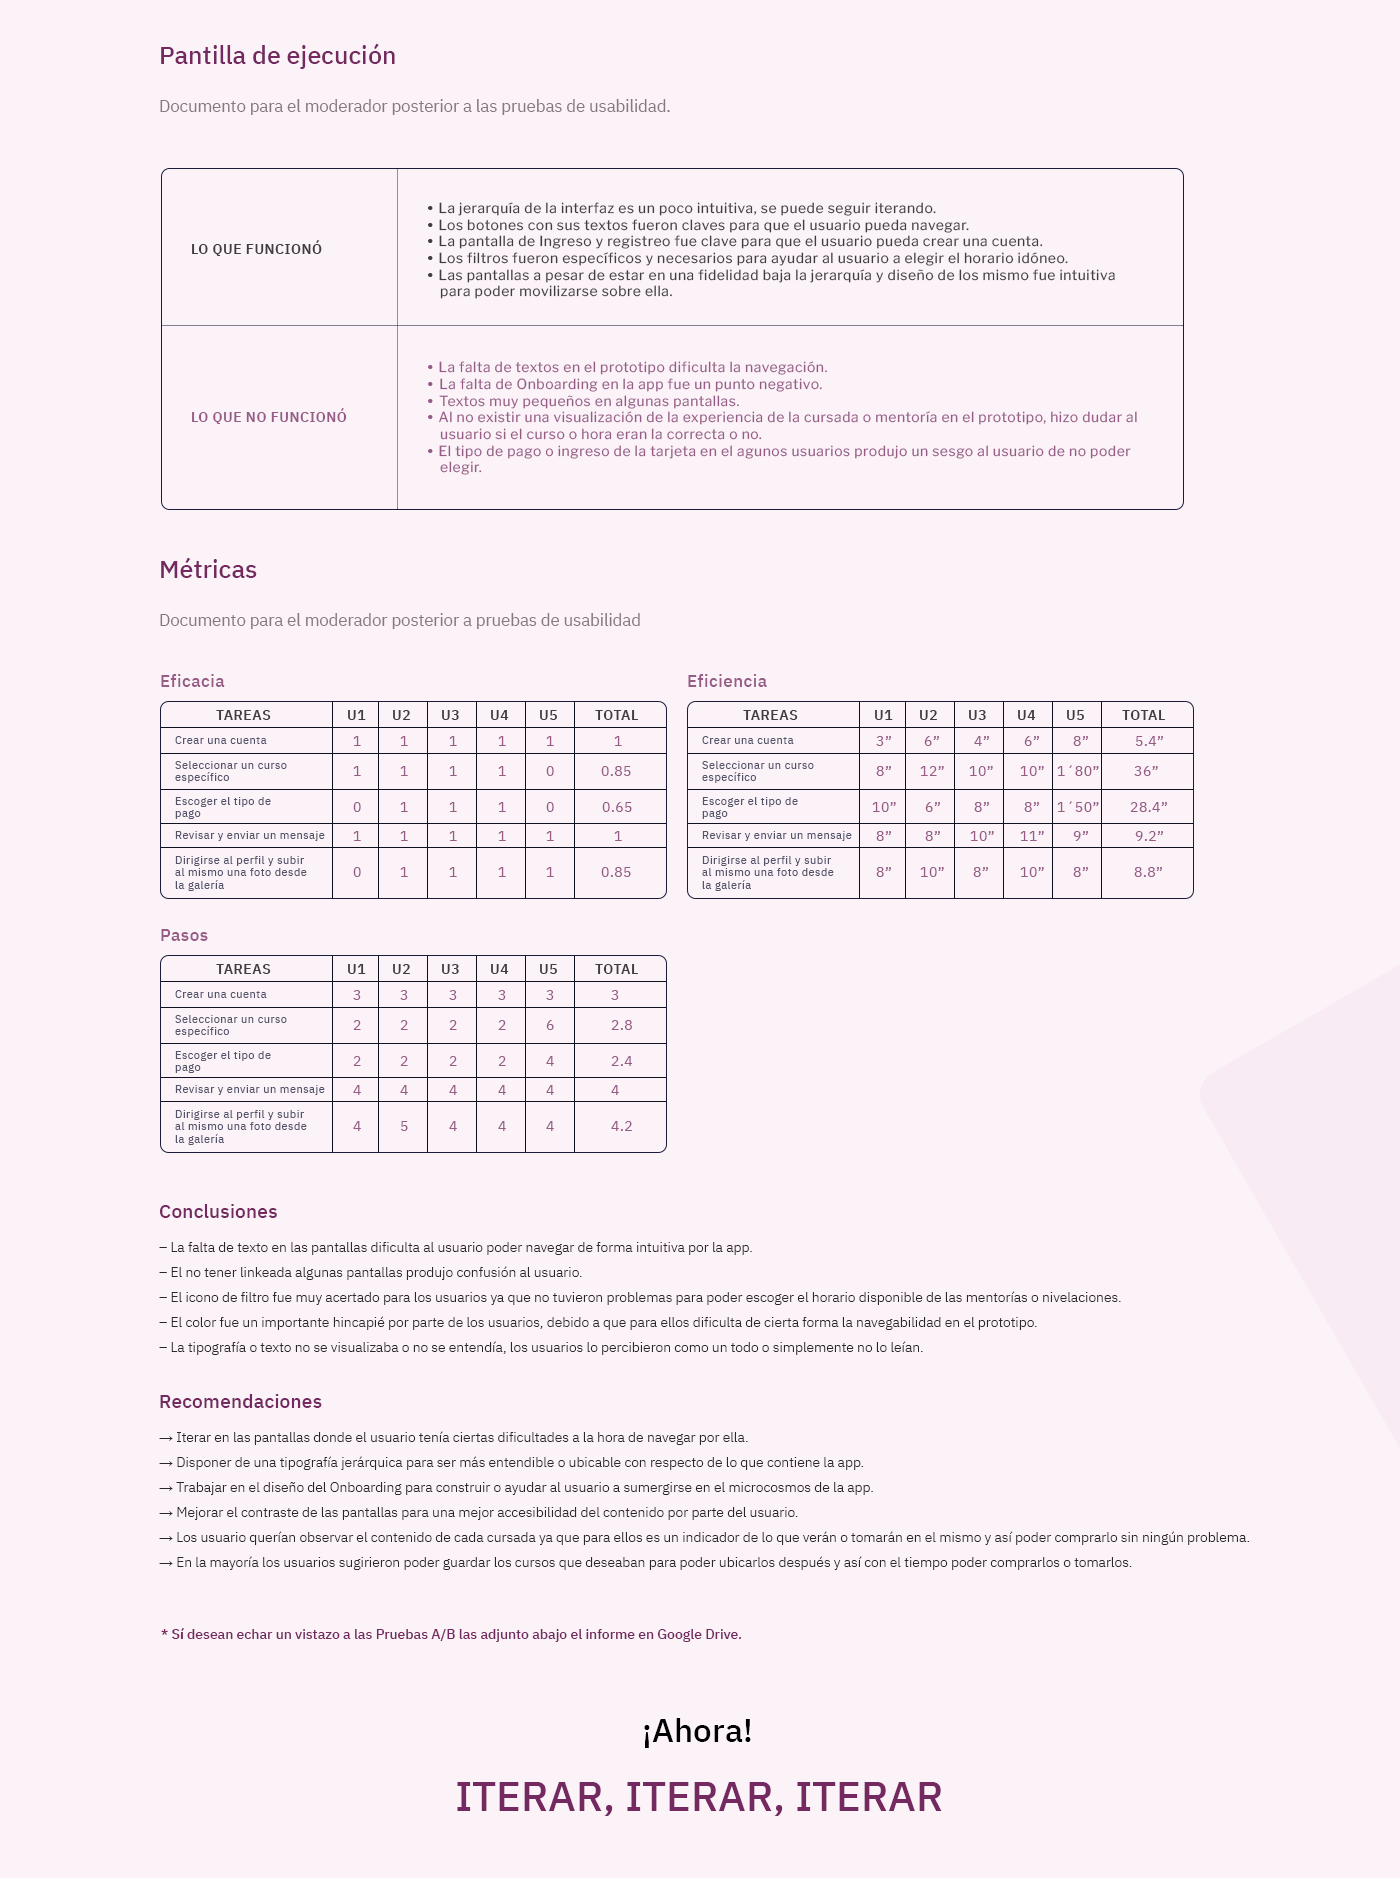 Pantilla de ejecución
Documento para el moderador posterior a las pruebas de usabilidad.
LO QUE FUNCIONÓ
• La jerarquía de la interfaz es un poco intuitiva, se puede seguir iterando.
• Los botones con sus textos fueron claves para que el usuario pueda navegar.
• La pantalla de Ingreso y registreo fue clave para que el usuario pueda crear una cuenta.
• Los filtros fueron específicos y necesarios para ayudar al usuario a elegir el horario idóneo.
• Las pantallas a pesar de estar en una fidelidad baja la jerarquía y diseño de los mismo fue intuitiva
para poder movilizarse sobre ella.
LO QUE NO FUNCIONÓ
• La falta de textos en el prototipo dificulta la navegación.
• La falta de Onboarding en la app fue un punto negativo.
• Textos muy pequeños en algunas pantallas.
• Al no existir una visualización de la experiencia de la cursada o mentoría en el prototipo, hizo dudar al
usuario si el curso o hora eran la correcta o no.
• El tipo de pago o ingreso de la tarjeta en el agunos usuarios produjo un sesgo al usuario de no poder
elegir.
Métricas
Documento para el moderador posterior a pruebas de usabilidad
Eficacia
TAREAS U1 U2 U3 U4 U5 TOTAL
Crear una cuenta 1 1 1 1 1 1
Seleccionar un curso
específico 1 1 1 1 0 0.85
Escoger el tipo de
pago 0 1 1 1 0 0.65
Revisar y enviar un mensaje 1 1 1 1 1 1
Dirigirse al perfil y subir
al mismo una foto desde 0 1 1 1 1 0.85
la galería
Eficiencia
TAREAS U1 U2 U3 U4 U5 TOTAL
Crear una cuenta 3” 6” 4” 6” 8” 5.4”
Seleccionar un curso
específico 8” 12” 10” 10” 1´80” 36”
Escoger el tipo de
pago 10” 6” 8” 8” 1´50” 28.4”
Revisar y enviar un mensaje 8” 8” 10” 11” 9” 9.2”
Dirigirse al perfil y subir
al mismo una foto desde 8” 10” 8” 10” 8” 8.8”
la galería
Pasos
TAREAS U1 U2 U3 U4 U5 TOTAL
Crear una cuenta 3 3 3 3 3 3
Seleccionar un curso
específico 2 2 2 2 6 2.8
Escoger el tipo de
pago 2 2 2 2 4 2.4
Revisar y enviar un mensaje 4 4 4 4 4 4
Dirigirse al perfil y subir
al mismo una foto desde 4 5 4 4 4 4.2
la galería
Conclusiones
– La falta de texto en las pantallas dificulta al usuario poder navegar de forma intuitiva por la app.
– El no tener linkeada algunas pantallas produjo confusión al usuario.
– El icono de filtro fue muy acertado para los usuarios ya que no tuvieron problemas para poder escoger el horario disponible de las mentorías o nivelaciones.
– El color fue un importante hincapié por parte de los usuarios, debido a que para ellos dificulta de cierta forma la navegabilidad en el prototipo.
– La tipografía o texto no se visualizaba o no se entendía, los usuarios lo percibieron como un todo o simplemente no lo leían.
Recomendaciones
→ Iterar en las pantallas donde el usuario tenía ciertas dificultades a la hora de navegar por ella.
→ Disponer de una tipografía jerárquica para ser más entendible o ubicable con respecto de lo que contiene la app.
→ Trabajar en el diseño del Onboarding para construir o ayudar al usuario a sumergirse en el microcosmos de la app.
→ Mejorar el contraste de las pantallas para una mejor accesibilidad del contenido por parte del usuario.
→ Los usuario querían observar el contenido de cada cursada ya que para ellos es un indicador de lo que verán o tomarán en el mismo y así poder comprarlo sin ningún problema.
→ En la mayoría los usuarios sugirieron poder guardar los cursos que deseaban para poder ubicarlos después y así con el tiempo poder comprarlos o tomarlos.
* Sí desean echar un vistazo a las Pruebas A/B las adjunto abajo el informe en Google Drive.
¡Ahora!
ITERAR, ITERAR, ITERAR